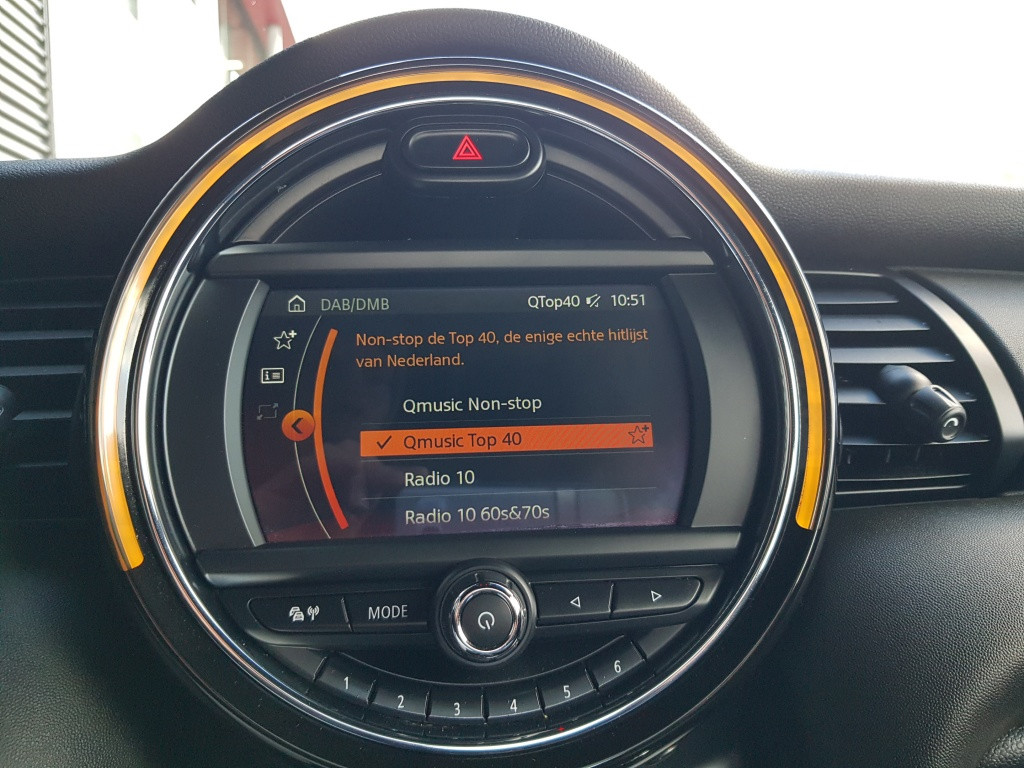 DAB/DMB QTop40 10:51
Non-stop de Top 40, de enige echte hitlijst
van Nederland.
Qmusic Non-stop
Qmusic Top 40
Radio 10
Radio 10 60s&70s
MODE
1 2 3 4 5 6